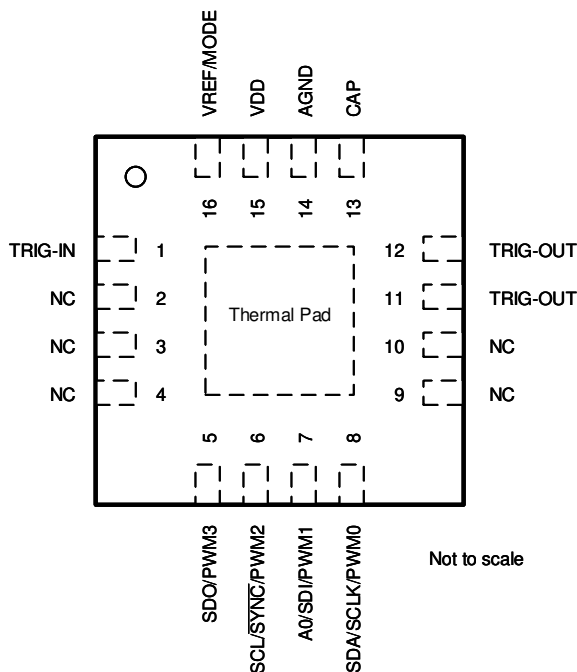 VREF/MODE
VDD
AGND
CAP
16
15
14
13
TRIG-IN 1
12 TRIG-OUT
NC 2
11 TRIG-OUT
Thermal Pad
NC 3
10 NC
NC 4
9 NC
5
6
7
8
SDO/PWM3
SCL/S̅Y̅N̅C̅/PWM2
A0/SDI/PWM1
SDA/SCLK/PWM0
Not to scale